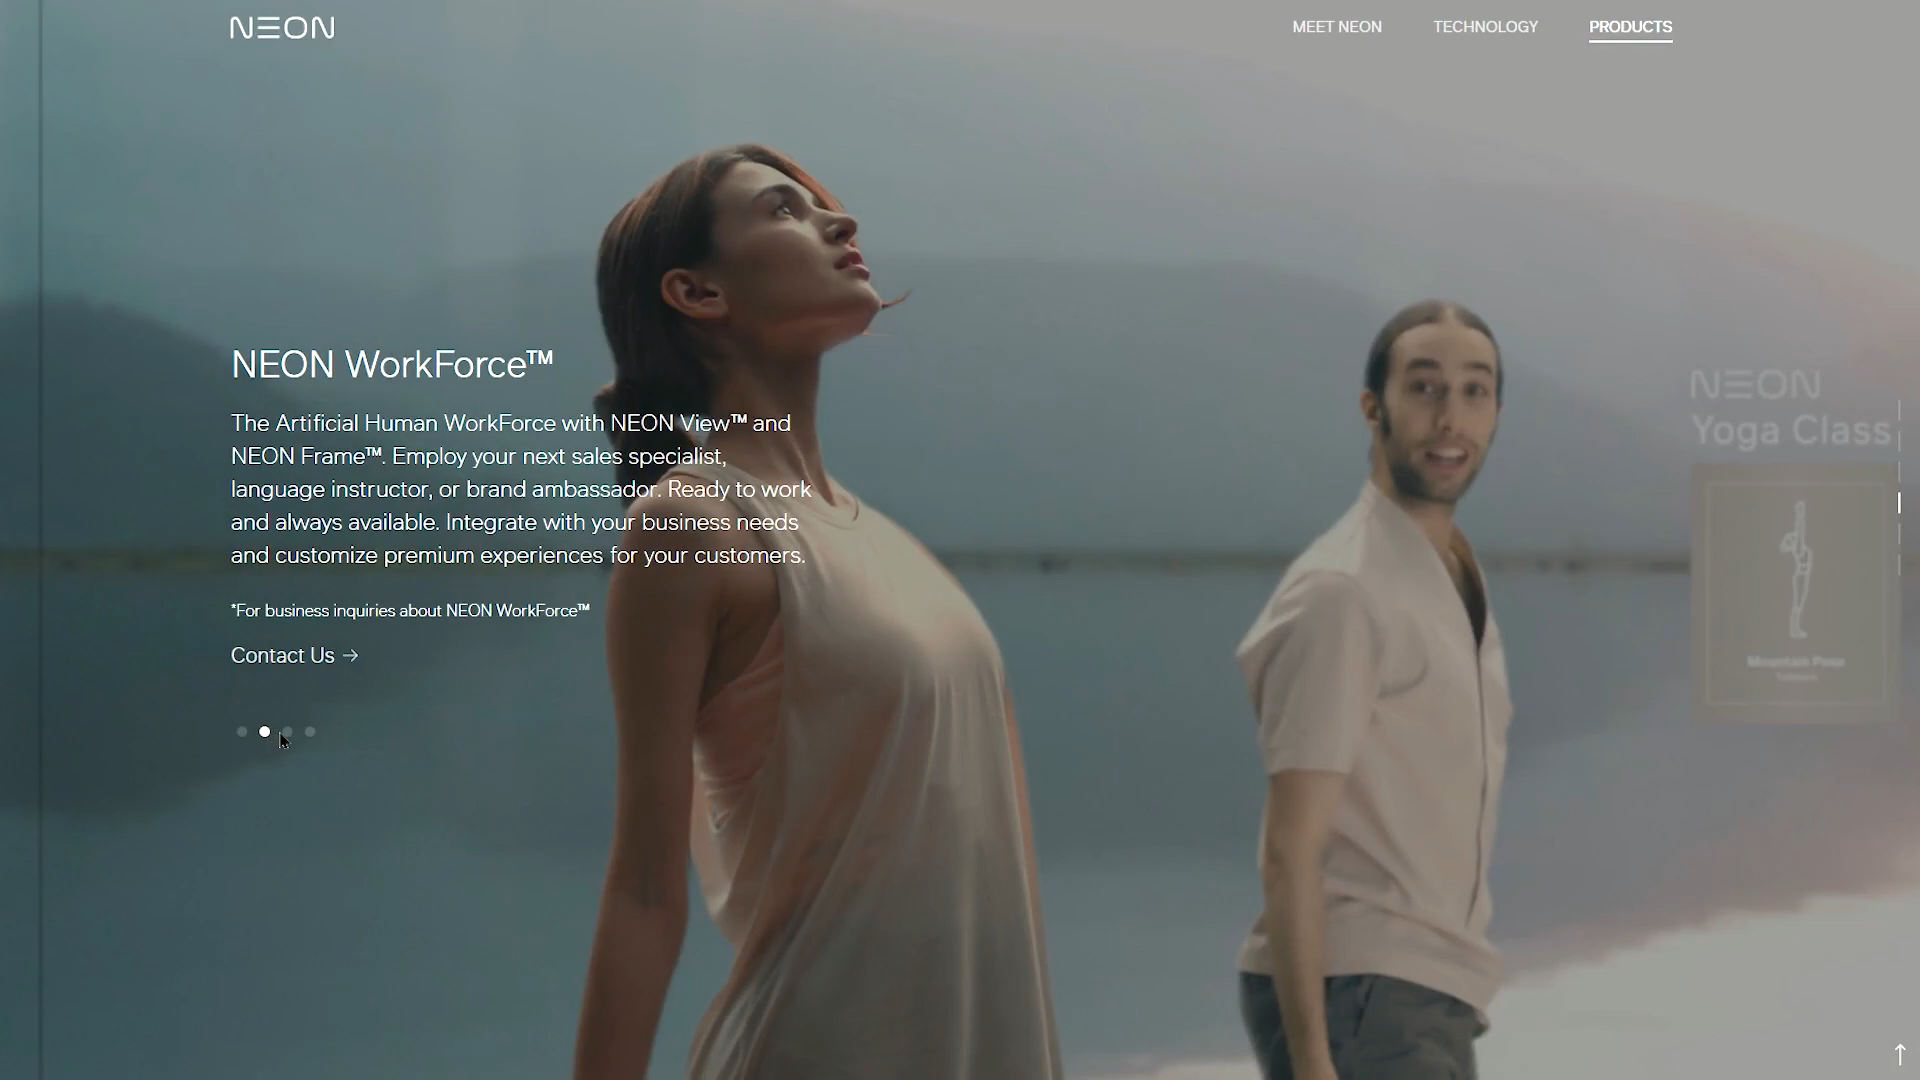 NEON
MEET NEON
TECHNOLOGY
PRODUCTS
NEON WorkForce™
The Artificial Human WorkForce with NEON View™ and
NEON Frame™. Employ your next sales specialist,
language instructor, or brand ambassador. Ready to work
and always available. Integrate with your business needs
and customize premium experiences for your customers.
*For business inquiries about NEON WorkForce™
Contact Us →
NEON
Yoga Class
Mountain Pose